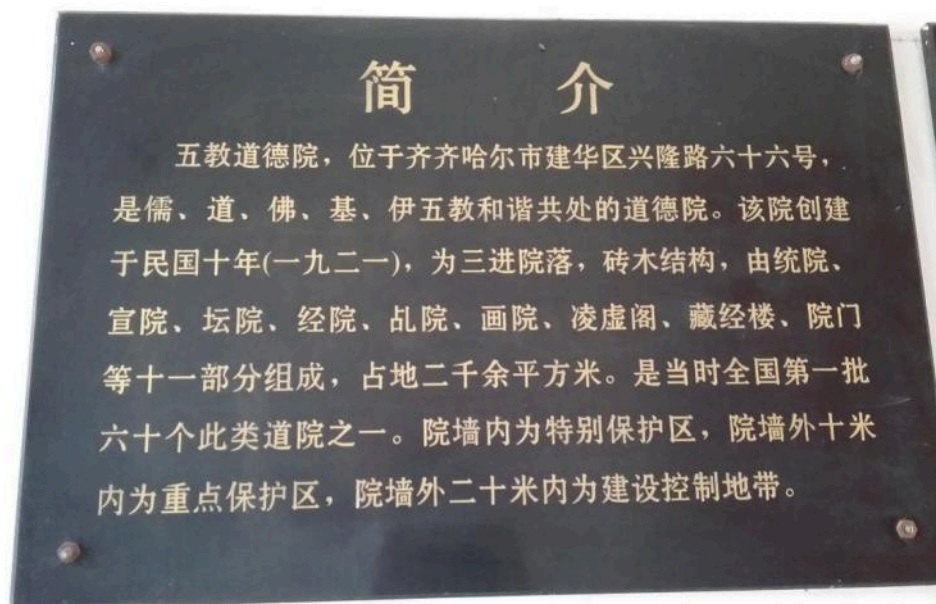 简 介
五教道德院，位于齐齐哈尔市建华区兴隆路六十六号，
是儒、道、佛、基、伊五教和谐共处的道德院。该院创建
于民国十年(一九二一)，为三进院落，砖木结构，由统院、
宣院、坛院、经院、乩院、画院、凌虚阁、藏经楼、院门
等十一部分组成，占地二千余平方米。是当时全国第一批
六十个此类道院之一。院墙内为特别保护区，院墙外十米
内为重点保护区，院墙外二十米内为建设控制地带。